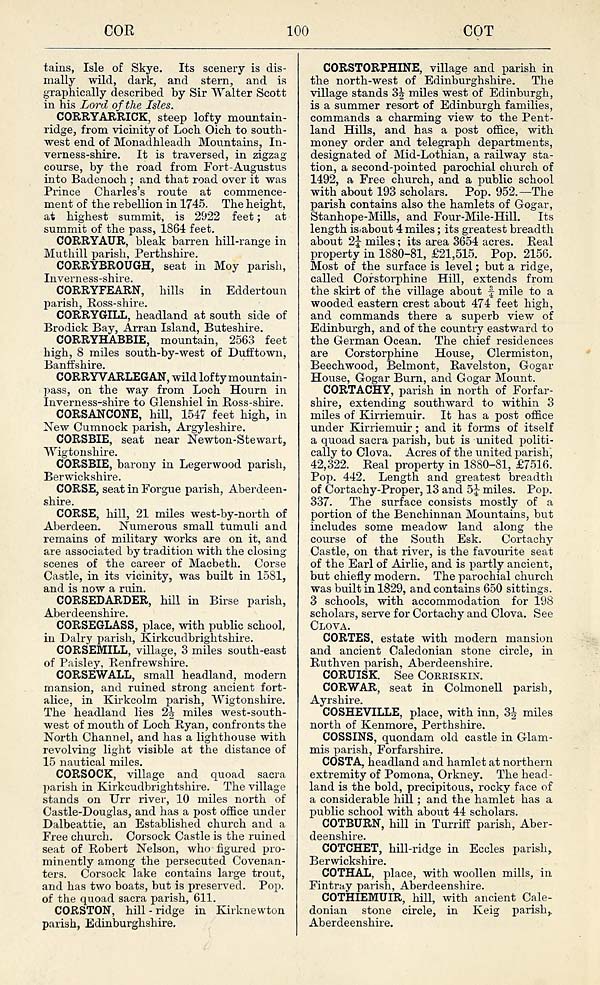 COR 100 COT
tains, Isle of Skye. Its scenery is dis-
mally wild, dark, and stern, and is
graphically described by Sir Walter Scott
in his Lord of the Isles.
CORRYARRICK, steep lofty mountain-
ridge, from vicinity of Loch Oich to south-
west end of Monadhleadh Mountains, In-
verness-shire. It is traversed, in zigzag
course, by the road from Fort-Augustus
into Badenoch; and that road over it was
Prince Charles's route at commence-
ment of the rebellion in 1745. The height,
at highest summit, is 2922 feet; at
summit of the pass, 1864 feet.
CORRYAUR, bleak barren hill-range in
Muthill parish, Perthshire.
CORRYBROUGH, seat in Moy parish,
Inverness-shire.
CORRYFEARN, hills in Eddertoun
parish, Ross-shire.
CORRYGILL, headland at south side of
Brodick Bay, Arran Island, Buteshire.
CORRYHABBIE, mountain, 2563 feet
high, 8 miles south-by-west of Dufftown,
Banffshire.
CORRYVARLEGAN, wild lofty mountain-
pass, on the way from Loch Hourn in
Inverness-shire to Glenshiel in Ross-shire.
CORSANCONE, hill, 1547 feet high, in
New Cumnock parish, Argyleshire.
CORSBIE, seat near Newton-Stewart,
Wigtonshire.
CORSBIE, barony in Legerwood parish,
Berwickshire.
CORSE, seat in Forgue parish, Aberdeen-
shire.
CORSE, hill, 21 miles west-by-north of
Aberdeen. Numerous small tumuli and
remains of military works are on it, and
are associated by tradition with the closing
scenes of the career of Macbeth. Corse
Castle, in its vicinity, was built in 1581,
and is now a ruin.
CORSEDARDER, hill in Birse parish,
Aberdeenshire.
CORSEGLASS, place, with public school,
in Dalry parish, Kirkcudbrightshire.
CORSEMILL, village, 3 miles south-east
of Paisley, Renfrewshire.
CORSEWALL, small headland, modern
mansion, and ruined strong ancient fort-
alice, in Kirkcolm parish, Wigtonshire.
The headland lies 2½ miles west-south-
west of mouth of Loch Ryan, confronts the
North Channel, and has a lighthouse with
revolving light visible at the distance of
15 nautical miles.
CORSOCK, village and quoad sacra
parish in Kirkcudbrightshire. The village
stands on Urr river, 10 miles north of
Castle-Douglas, and has a post office under
Dalbeattie, an Established church and a
Free church. Corsock Castle is the ruined
seat of Robert Nelson, who figured pro-
minently among the persecuted Covenan-
ters. Corsock lake contains large trout,
and has two boats, but is preserved. Pop.
of the quoad sacra parish, 611.
CORSTON, hill-ridge in Kirknewton
parish, Edinburghshire.
CORSTORPHINE, village and parish in
the north-west of Edinburghshire. The
village stands 3½ miles west of Edinburgh,
is a summer resort of Edinburgh families,
commands a charming view to the Pent-
land Hills, and has a post office, with
money order and telegraph departments,
designated of Mid-Lothian, a railway sta-
tion, a second-pointed parochial church of
1492, a Free church, and a public school
with about 193 scholars. Pop. 952.—The
parish contains also the hamlets of Gogar,
Stanhope-Mills, and Four-Mile-Hill. Its
length is about 4 miles; its greatest breadth
about 2¼ miles; its area 3654 acres. Real
property in 1880-81, £21,515. Pop. 2156.
Most of the surface is level; but a ridge,
called Corstorphine Hill, extends from
the skirt of the village about ¾ mile to a
wooded eastern crest about 474 feet high,
and commands there a superb view of
Edinburgh, and of the country eastward to
the German Ocean. The chief residences
are Corstorphine House, Clermiston,
Beechwood, Belmont, Ravelston, Gogar
House, Gogar Burn, and Gogar Mount.
CORTACHY, parish in north of Forfar-
shire, extending southward to within 3
miles of Kirriemuir. It has a post office
under Kirriemuir; and it forms of itself
a quoad sacra parish, but is united politi-
cally to Clova. Acres of the united parish,
42,322. Real property in 1880-81, £7516.
Pop. 442. Length and greatest breadth
of Cortachy-Proper, 13 and 5¼ miles. Pop.
337. The surface consists mostly of a
portion of the Benchinnan Mountains, but
includes some meadow land along the
course of the South Esk. Cortachy
Castle, on that river, is the favourite seat
of the Earl of Airlie, and is partly ancient,
but chiefly modern. The parochial church
was built in 1829, and contains 650 sittings.
3 schools, with accommodation for 198
scholars, serve for Cortachy and Clova. See
CLOVA.
CORTES, estate with modern mansion
and ancient Caledonian stone circle, in
Ruthven parish, Aberdeenshire.
CORUISK. See CORRISKIN.
CORWAR, seat in Colmonell parish,
Ayrshire.
COSHEVILLE, place, with inn, 3½ miles
north of Kenmore, Perthshire.
COSSINS, quondam old castle in Glam-
mis parish, Forfarshire.
COSTA, headland and hamlet at northern
extremity of Pomona, Orkney. The head-
land is the bold, precipitous, rocky face of
a considerable hill; and the hamlet has a
public school with about 44 scholars.
COTBURN, hill in Turriff parish, Aber-
deenshire.
COTCHET, hill-ridge in Eccles parish,
Berwickshire.
COTHAL, place, with woollen mills, in
Fintray parish, Aberdeenshire.
COTHIEMUIR, hill, with ancient Cale-
donian stone circle, in Keig parish,
Aberdeenshire.